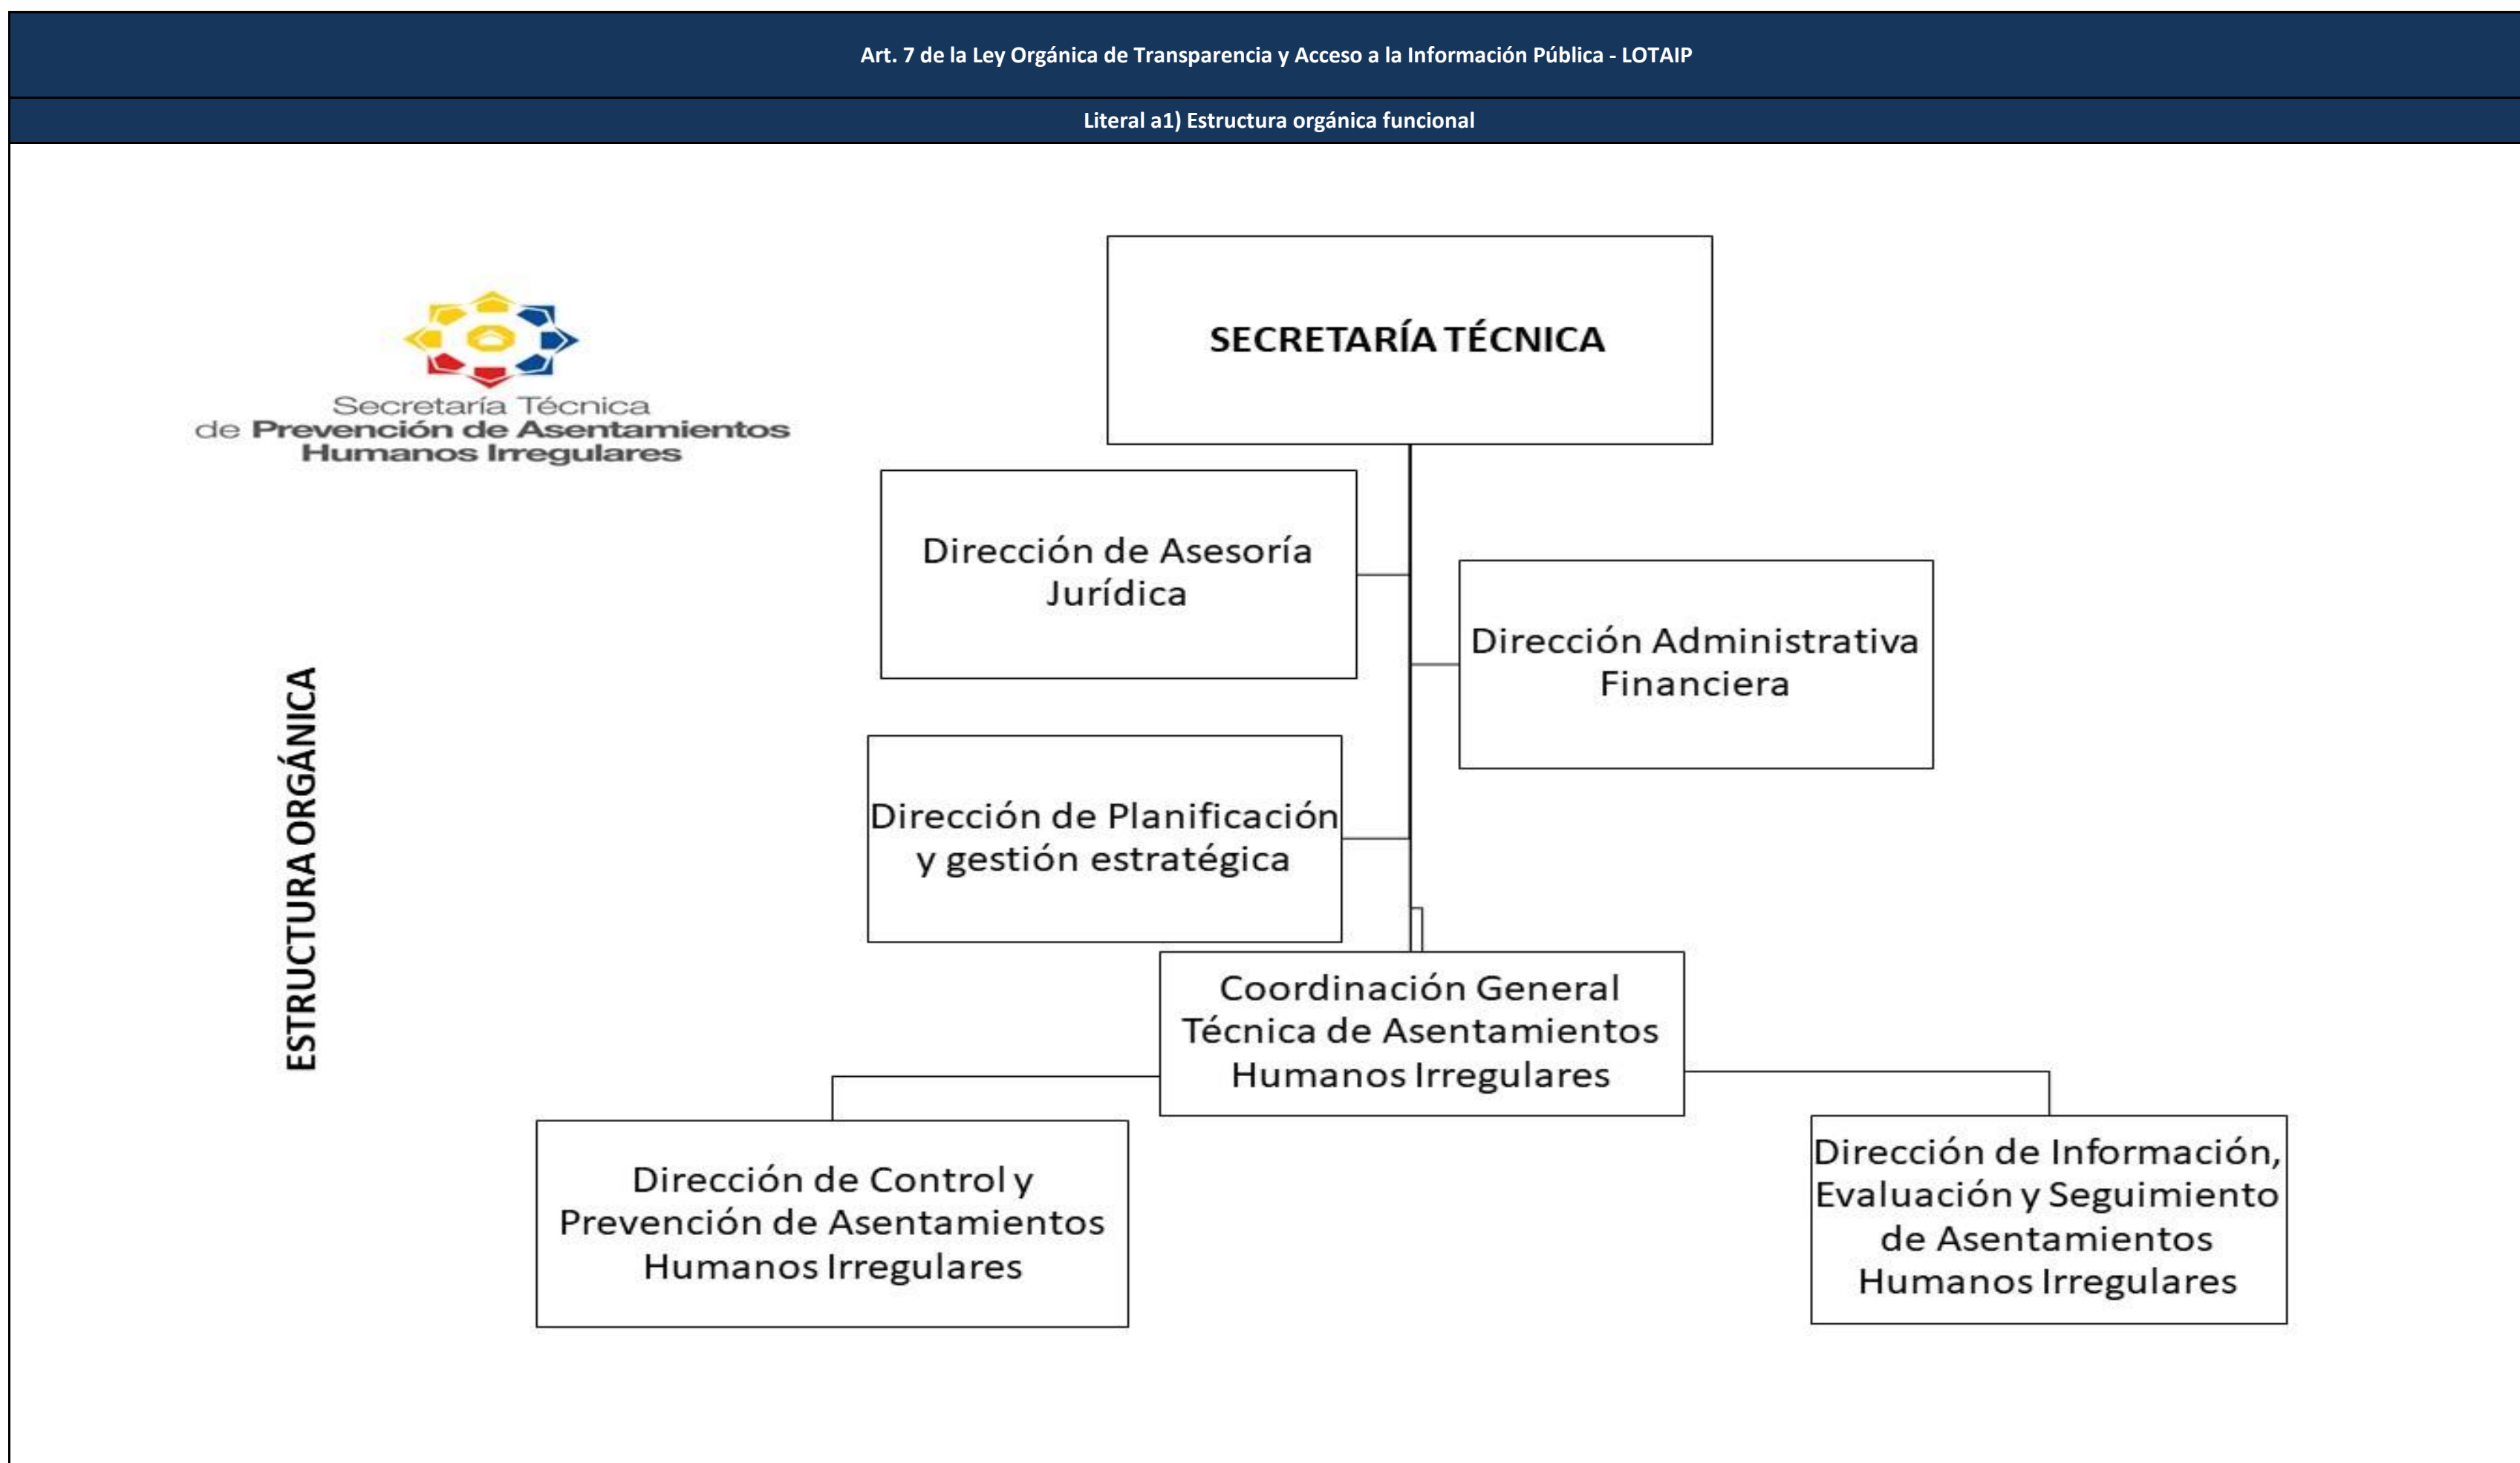 Art. 7 de la Ley Orgánica de Transparencia y Acceso a la Información Pública - LOTAIP
Literal a1) Estructura orgánica funcional
Secretaría Técnica
de Prevención de Asentamientos
Humanos Irregulares
ESTRUCTURA ORGÁNICA
SECRETARÍA TÉCNICA
Dirección de Asesoría
Jurídica
Dirección Administrativa
Financiera
Dirección de Planificación
y gestión estratégica
Coordinación General
Técnica de Asentamientos
Humanos Irregulares
Dirección de Control y
Prevención de Asentamientos
Humanos Irregulares
Dirección de Información,
Evaluación y Seguimiento
de Asentamientos
Humanos Irregulares